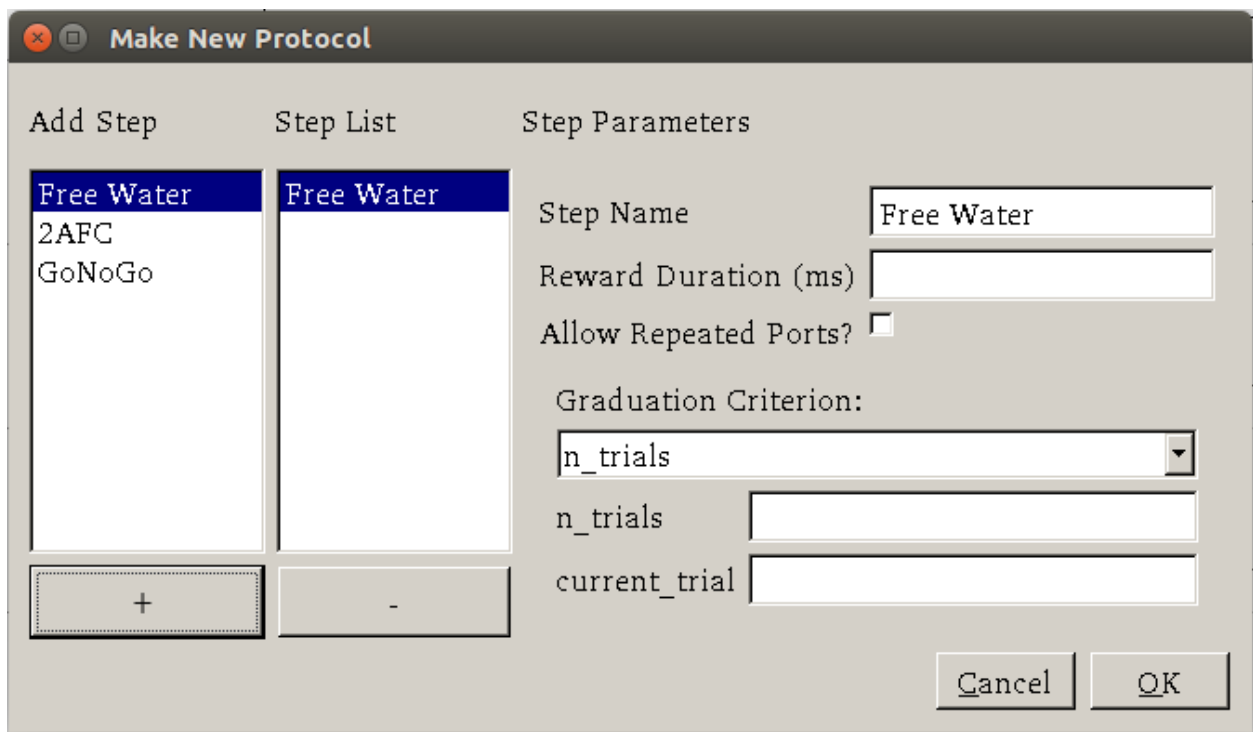 Make New Protocol
Add Step
Step List
Step Parameters
Free Water
2AFC
GoNoGo
Free Water
Step Name
Free Water
Reward Duration (ms)
Allow Repeated Ports?
Graduation Criterion:
n_trials
n_trials
current_trial
+
-
Cancel
OK